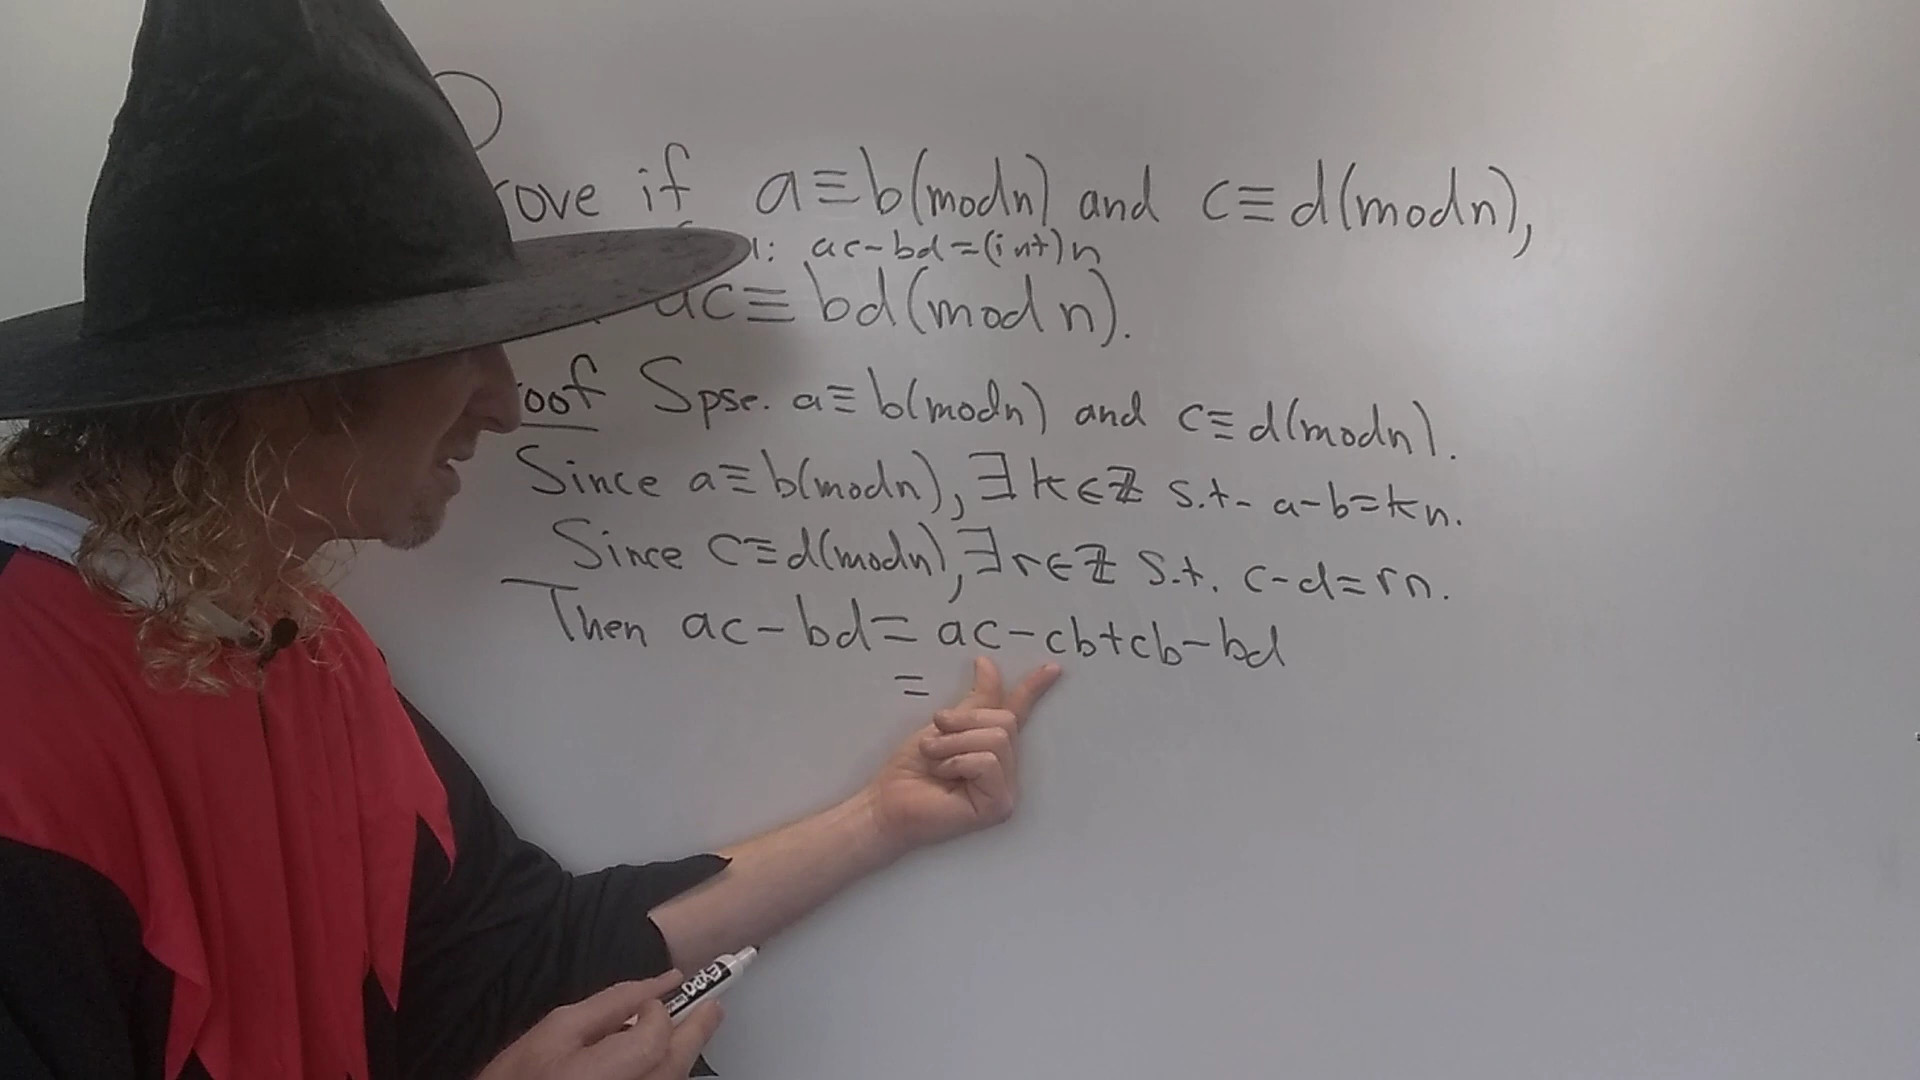 rove if a≡b(modn) and c≡d(modn),
l: ac-bd=(int)n
ac≡bd(mod n).
oof Spse. a≡b(modn) and c≡d(modn).
Since a≡b(modn), ∃k∈ℤ s.t. a-b=kn.
Since c≡d(modn), ∃r∈ℤ s.t. c-d=rn.
Then ac-bd= ac-cb+cb-bd
=
EXPO